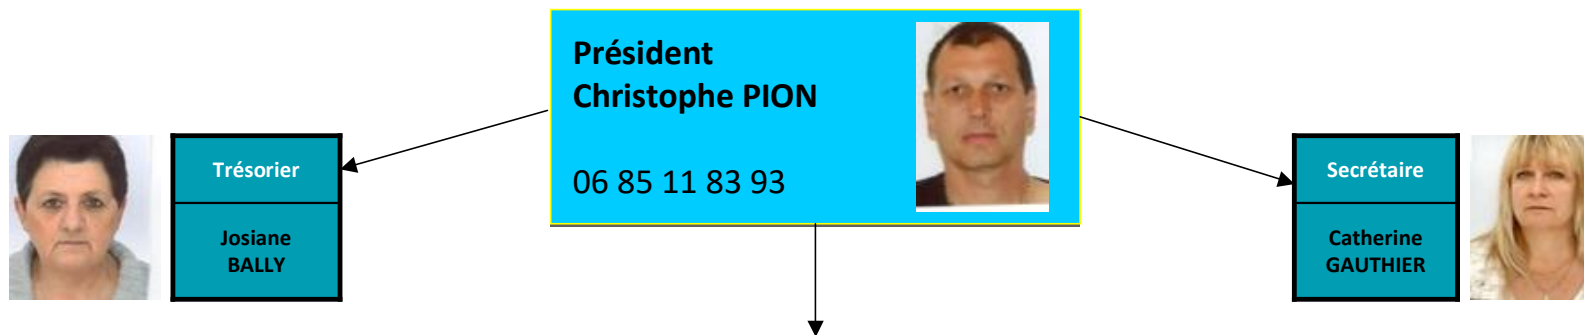 Président
Christophe PION
06 85 11 83 93
Trésorier
Josiane
BALLY
Secrétaire
Catherine
GAUTHIER